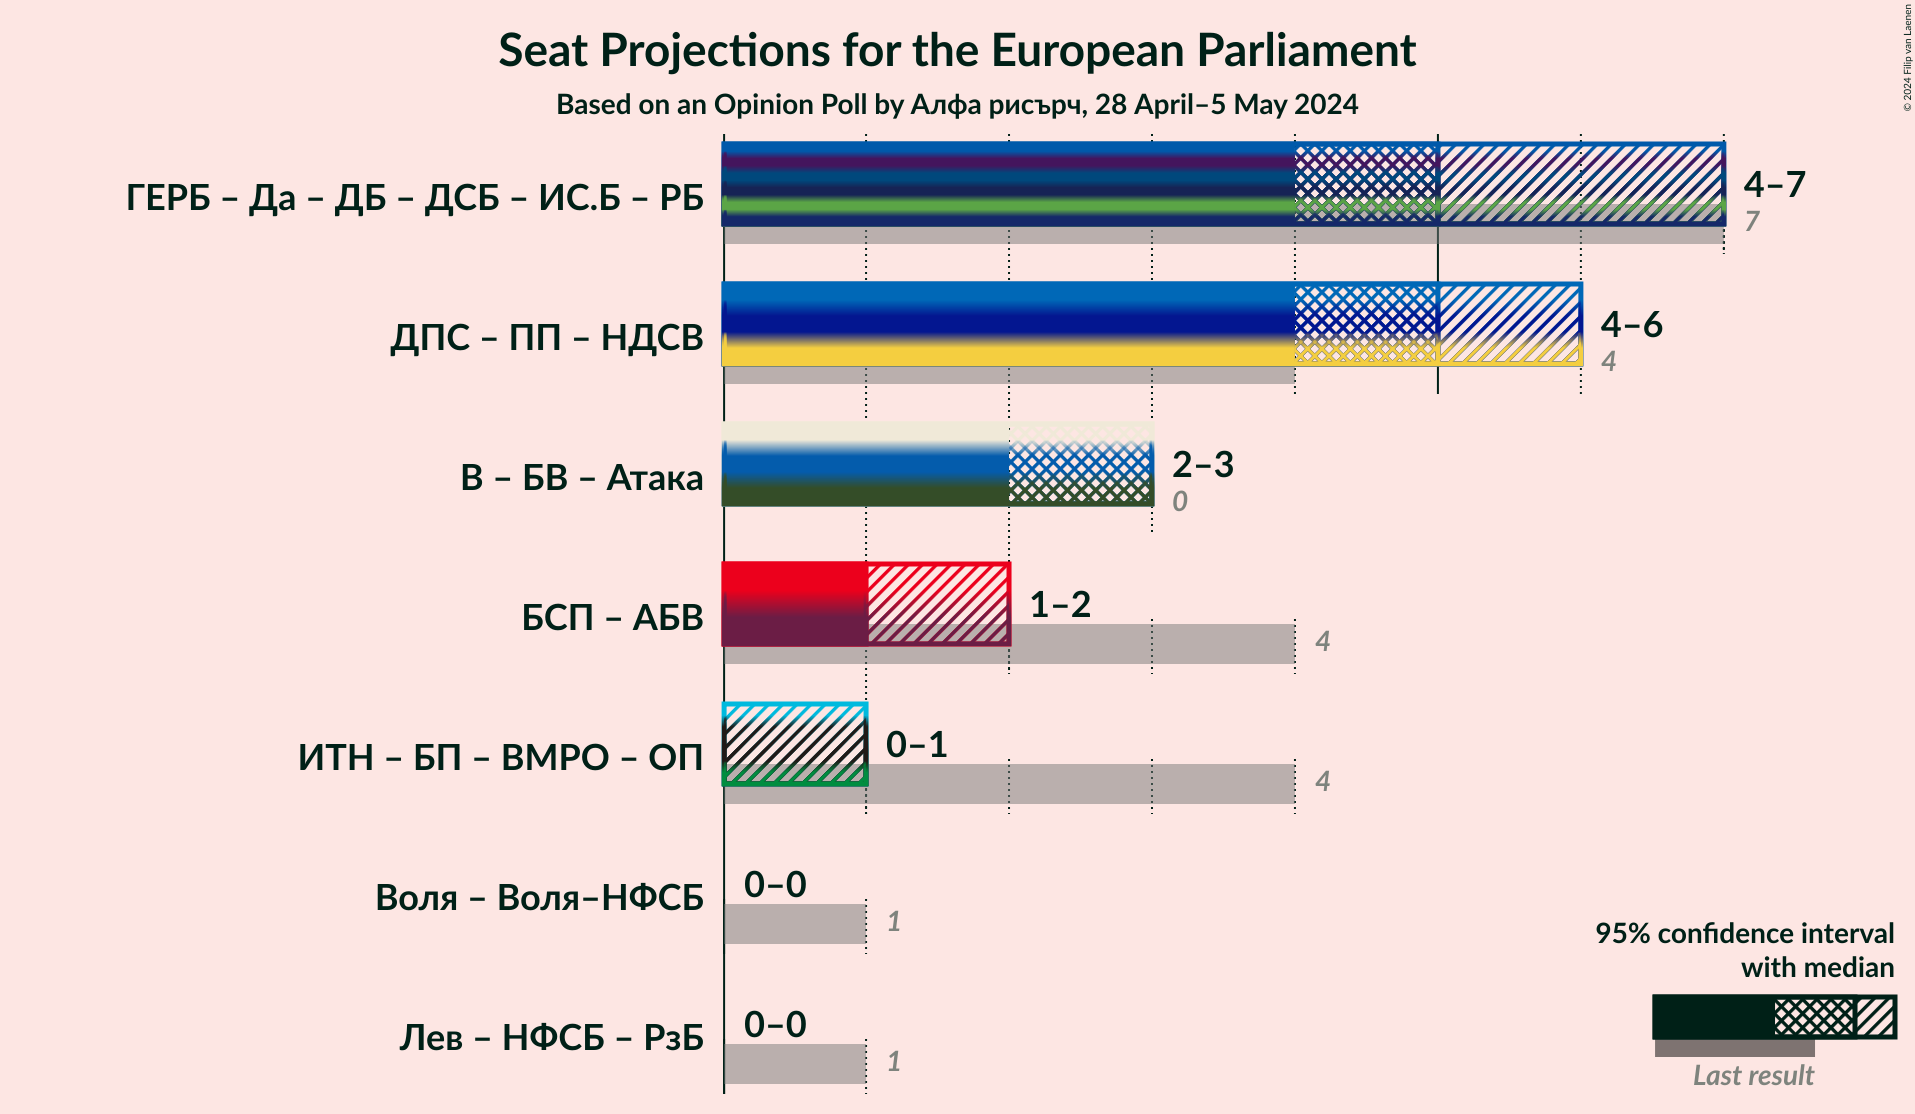 Seat Projections for the European Parliament
Based on an Opinion Poll by Алфа рисърч, 28 April–5 May 2024
© 2024 Filip van Laenen
ГЕРБ – Да – ДБ – ДСБ – ИС.Б – РБ
4–7
7
ДПС – ПП – НДСВ
4–6
4
В – БВ – Атака
2–3
0
БСП – АБВ
1–2
4
ИТН – БП – ВМРО – ОП
0–1
4
Воля – Воля–НФСБ
0–0
1
Лев – НФСБ – РзБ
0–0
1
95% confidence interval
with median
Last result